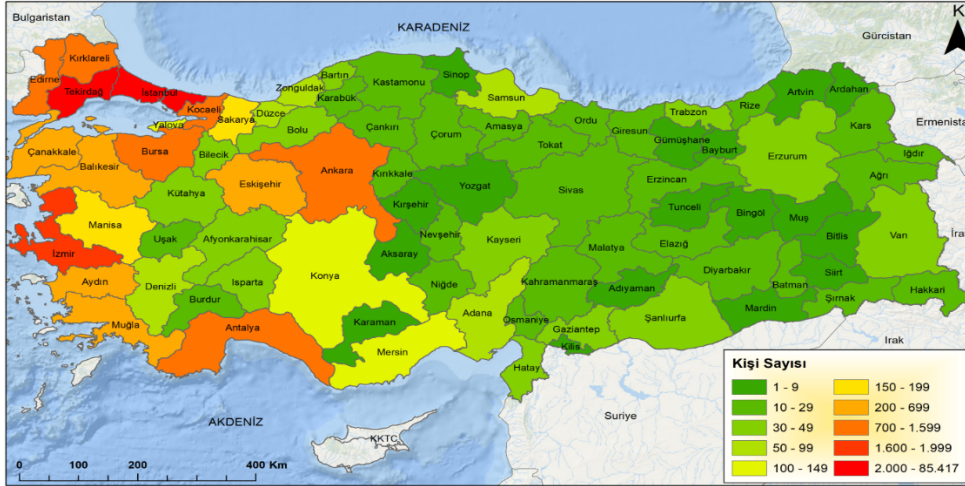 Bulgaristan
KARADENİZ
K
Gürcistan
Kırklareli
Edirne
Tekirdağ
İstanbul
Kocaeli
Yalova
Sakarya
Düzce
Zonguldak
Bartın
Karabük
Kastamonu
Sinop
Samsun
Bolu
Çankırı
Çorum
Amasya
Ordu
Tokat
Giresun
Trabzon
Gümüşhane
Bayburt
Rize
Artvin
Ardahan
Kars
Ermenista
Iğdır
Ağrı
Erzurum
Erzincan
Çanakkale
Balıkesir
Bursa
Bilecik
Eskişehir
Ankara
Kırıkkale
Kırşehir
Yozgat
Sivas
Tunceli
Bingöl
Muş
Bitlis
Van
İra
Kütahya
Manisa
İzmir
Uşak
Afyonkarahisar
Konya
Aksaray
Nevşehir
Kayseri
Niğde
Malatya
Elazığ
Diyarbakır
Batman
Siirt
Şırnak
Hakkari
Aydın
Denizli
Isparta
Burdur
Muğla
Antalya
Karaman
Mersin
Adana
Kahramanmaraş
Osmaniye
Gaziantep
Kilis
Adıyaman
Şanlıurfa
Mardin
Hatay
AKDENİZ
KKTC
Suriye
Irak
0 50 100 200 300 400 Km
Kişi Sayısı
1 - 9
10 - 29
30 - 49
50 - 99
100 - 149
150 - 199
200 - 699
700 - 1.599
1.600 - 1.999
2.000 - 85.417